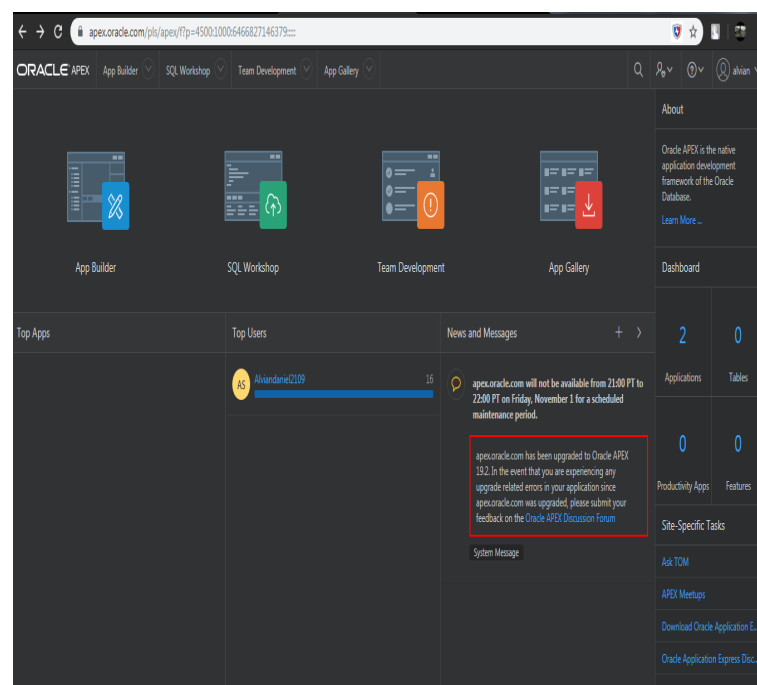 apex.oracle.com/pls/apex/f?p=4500:1000:6466827146379:::::
ORACLE APEX App Builder SQL Workshop Team Development App Gallery alvian
About
Oracle APEX is the native
application development
framework of the Oracle
Database.
Learn More ...
App Builder SQL Workshop Team Development App Gallery
Dashboard
2 0
Applications Tables
0 0
Productivity Apps Features
Top Apps Top Users News and Messages
AS Alviandaniel2109 16
apex.oracle.com will not be available from 21:00 PT to
22:00 PT on Friday, November 1 for a scheduled
maintenance period.
apex.oracle.com has been upgraded to Oracle APEX
19.2. In the event that you are experiencing any
upgrade related errors in your application since
apex.oracle.com was upgraded, please submit your
feedback on the Oracle APEX Discussion Forum
System Message
Site-Specific Tasks
Ask TOM
APEX Meetups
Download Oracle Application E...
Oracle Application Express Disc...